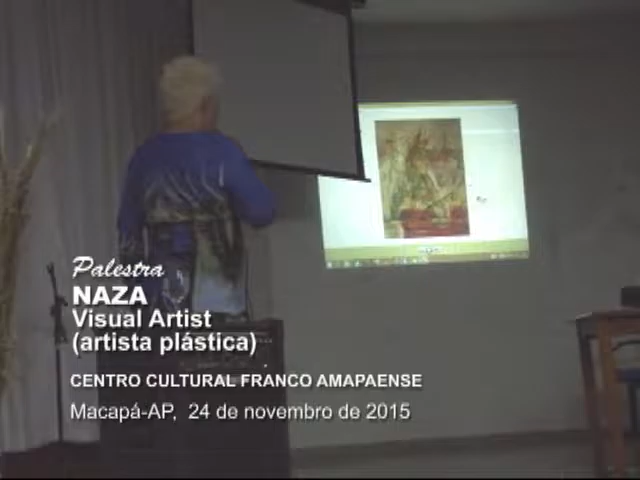 Palestra
NAZA
Visual Artist
(artista plástica)
CENTRO CULTURAL FRANCO AMAPAENSE
Macapá-AP, 24 de novembro de 2015